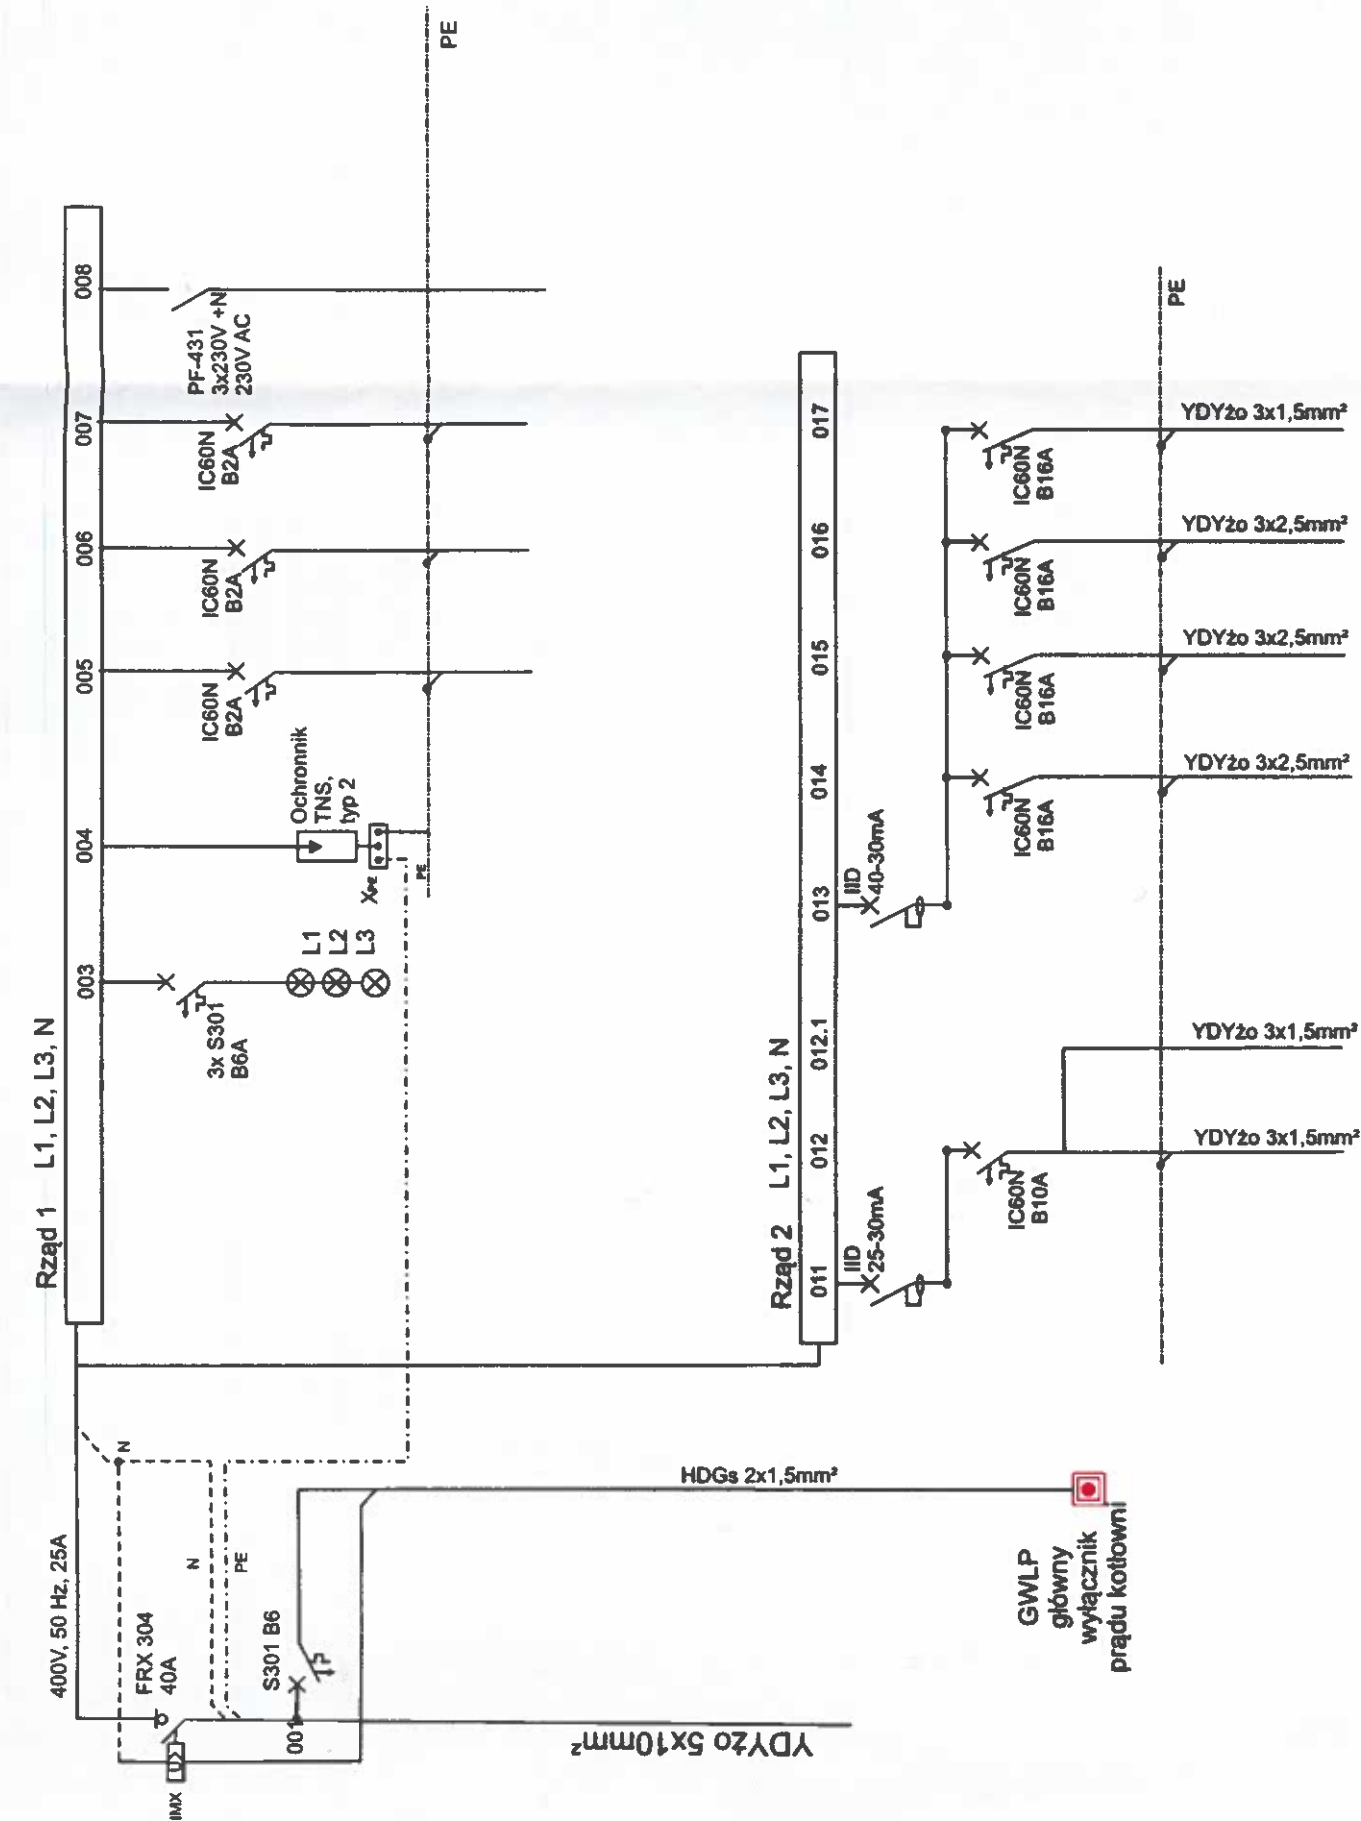 Rząd 1 L1, L2, L3, N
003
004
005
006
007
008
3x S301
B6A
L1
L2
L3
Ochronnik
TNS,
typ 2
XPE
PE
IC60N
B2A
IC60N
B2A
IC60N
B2A
PF-431
3x230V +N
230V AC
PE
400V, 50 Hz, 25A
FRX 304
40A
IMX
U>
N
N
PE
S301 B6
001
YDYżo 5x10mm²
HDGs 2x1,5mm²
GWLP
główny
wyłącznik
prądu kotłowni
Rząd 2 L1, L2, L3, N
011
012
012.1
013
014
015
016
017
IID
25-30mA
IC60N
B10A
YDYżo 3x1,5mm²
YDYżo 3x1,5mm²
IID
40-30mA
IC60N
B16A
IC60N
B16A
IC60N
B16A
IC60N
B16A
YDYżo 3x2,5mm²
YDYżo 3x2,5mm²
YDYżo 3x2,5mm²
YDYżo 3x1,5mm²
PE